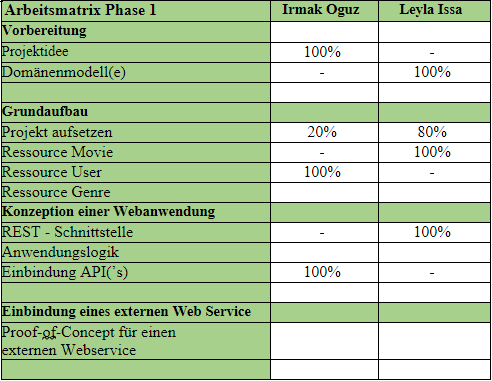 Arbeitsmatrix Phase 1 Irmak Oguz Leyla Issa
Vorbereitung
Projektidee 100% -
Domänenmodell(e) - 100%
Grundaufbau
Projekt aufsetzen 20% 80%
Ressource Movie - 100%
Ressource User 100% -
Ressource Genre
Konzeption einer Webanwendung
REST - Schnittstelle - 100%
Anwendungslogik
Einbindung API('s) 100% -
Einbindung eines externen Web Service
Proof-of-Concept für einen
externen Webservice